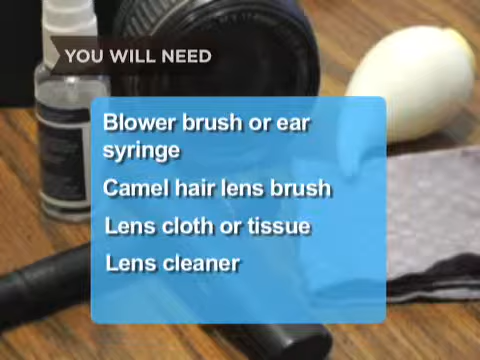 YOU WILL NEED
Blower brush or ear
syringe
Camel hair lens brush
Lens cloth or tissue
Lens cleaner